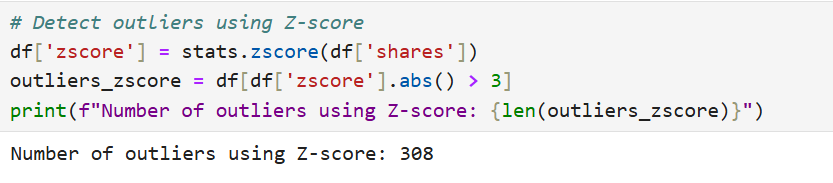 # Detect outliers using Z-score
df['zscore'] = stats.zscore(df['shares'])
outliers_zscore = df[df['zscore'].abs() > 3]
print(f"Number of outliers using Z-score: {len(outliers_zscore)}")
Number of outliers using Z-score: 308